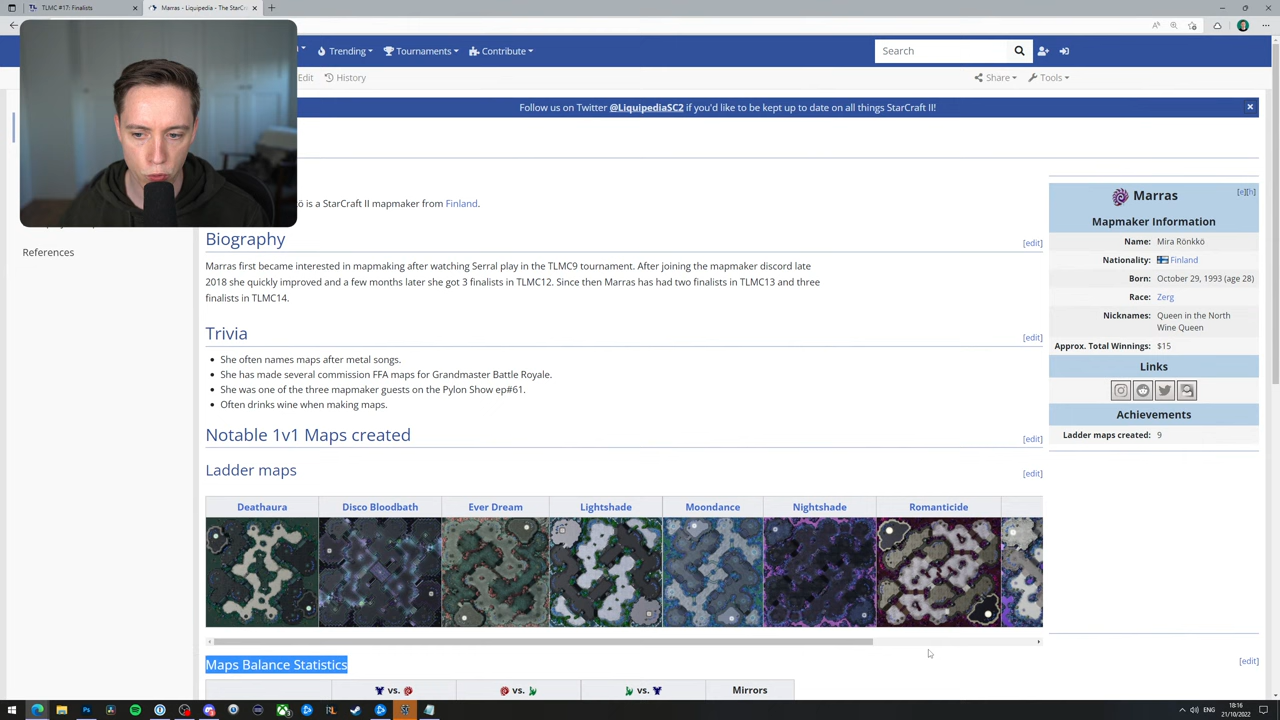 TLMC #17: Finalists
Marras - Liquipedia - The StarCr
Trending
Tournaments
Contribute
Search
Edit
History
Share
Tools
Follow us on Twitter @LiquipediaSC2 if you'd like to be kept up to date on all things StarCraft II!
References
ö is a StarCraft II mapmaker from Finland.
Biography
[edit]
Marras first became interested in mapmaking after watching Serral play in the TLMC9 tournament. After joining the mapmaker discord late
2018 she quickly improved and a few months later she got 3 finalists in TLMC12. Since then Marras has had two finalists in TLMC13 and three
finalists in TLMC14.
Trivia
[edit]
She often names maps after metal songs.
She has made several commission FFA maps for Grandmaster Battle Royale.
She was one of the three mapmaker guests on the Pylon Show ep#61.
Often drinks wine when making maps.
Notable 1v1 Maps created
[edit]
Ladder maps
[edit]
Deathaura Disco Bloodbath Ever Dream Lightshade Moondance Nightshade Romanticide
Maps Balance Statistics
[edit]
vs. vs. vs. Mirrors
[e][h]
Marras
Mapmaker Information
Name: Mira Rönkkö
Nationality: Finland
Born: October 29, 1993 (age 28)
Race: Zerg
Nicknames: Queen in the North
Wine Queen
Approx. Total Winnings: $15
Links
Achievements
Ladder maps created: 9
ENG
18:16
21/10/2022